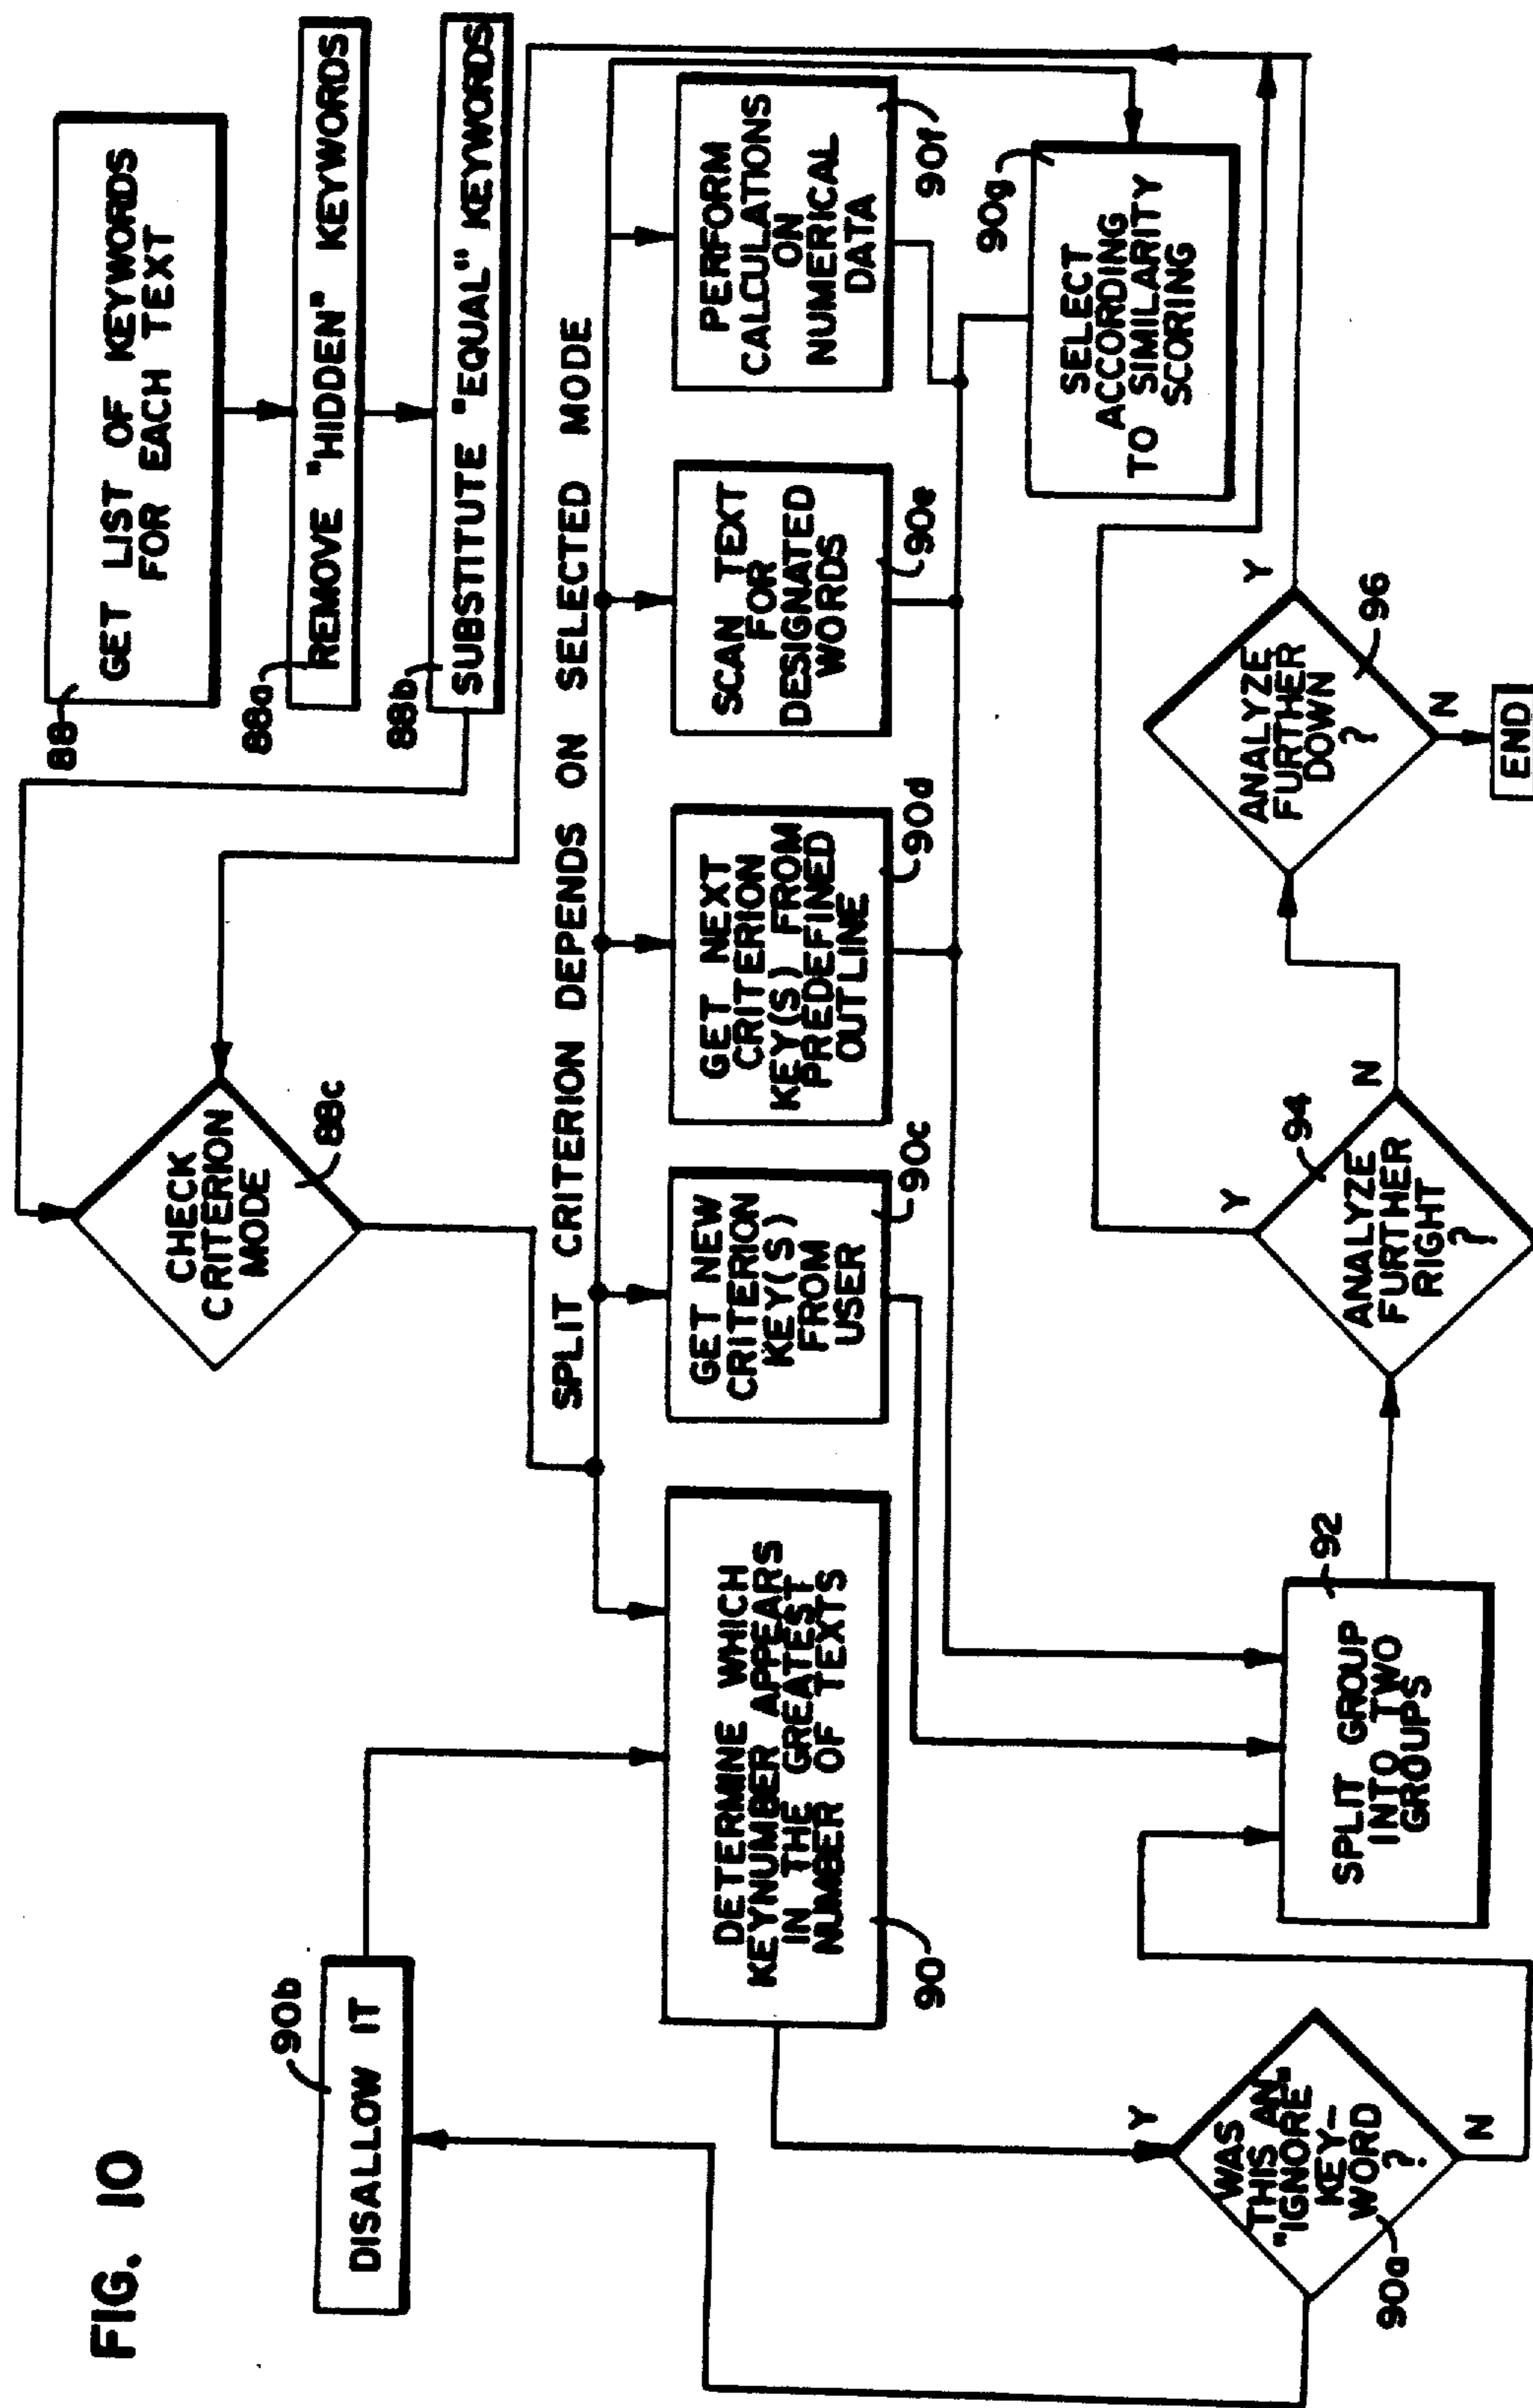 FIG. 10
88
GET LIST OF KEYWORDS
FOR EACH TEXT
88a
REMOVE "HIDDEN" KEYWORDS
88b
SUBSTITUTE "EQUAL" KEYWORDS
CHECK
CRITERION
MODE
88c
90b
DISALLOW IT
SPLIT CRITERION DEPENDS ON SELECTED MODE
DETERMINE WHICH
KEYNUMBER APPEARS
IN THE GREATEST
NUMBER OF TEXTS
90
GET NEW
CRITERION
KEY(S)
FROM
USER
90c
GET NEXT
CRITERION
KEY(S) FROM
PREDEFINED
OUTLINE
90d
SCAN TEXT
FOR
DESIGNATED
WORDS
90e
PERFORM
CALCULATIONS
ON
NUMERICAL
DATA
90f
90g
SELECT
ACCORDING
TO SIMILARITY
SCORING
WAS
THIS AN
"IGNORE"
KEY-
WORD
?
Y
N
90a
92
SPLIT GROUP
INTO TWO
GROUPS
94
ANALYZE
FURTHER
RIGHT
?
Y
N
ANALYZE
FURTHER
DOWN
?
96
Y
N
END